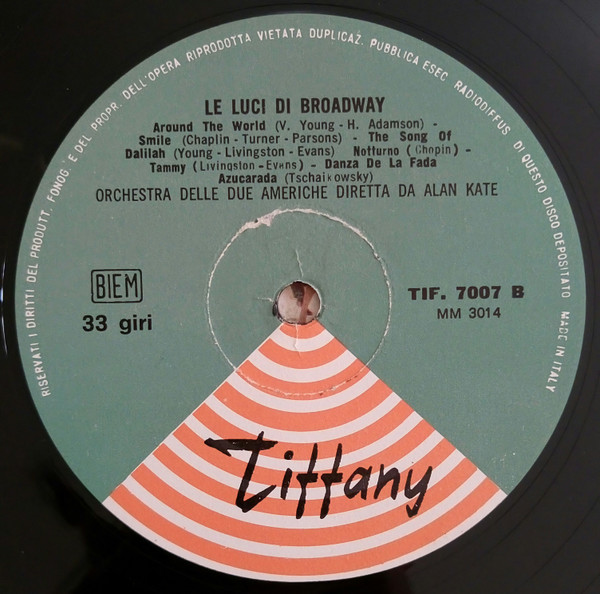 RISERVATI I DIRITTI DEL PRODUTT. FONOG. E DEL PROPR. DELL'OPERA RIPRODOTTA VIETATA DUPLICAZ. PUBBLICA ESEC. RADIODIFFUS. DI QUESTO DISCO DEPOSITATO MADE IN ITALY
LE LUCI DI BROADWAY
Around The World (V. Young - H. Adamson) -
Smile (Chaplin - Turner - Parsons) - The Song Of
Dalilah (Young - Livingston - Evans) Notturno (Chopin) -
Tammy (Livingston - Evans) - Danza De La Fada
Azucarada (Tschaikowsky)
ORCHESTRA DELLE DUE AMERICHE DIRETTA DA ALAN KATE
BIEM
33 giri
TIF. 7007 B
MM 3014
Tiffany